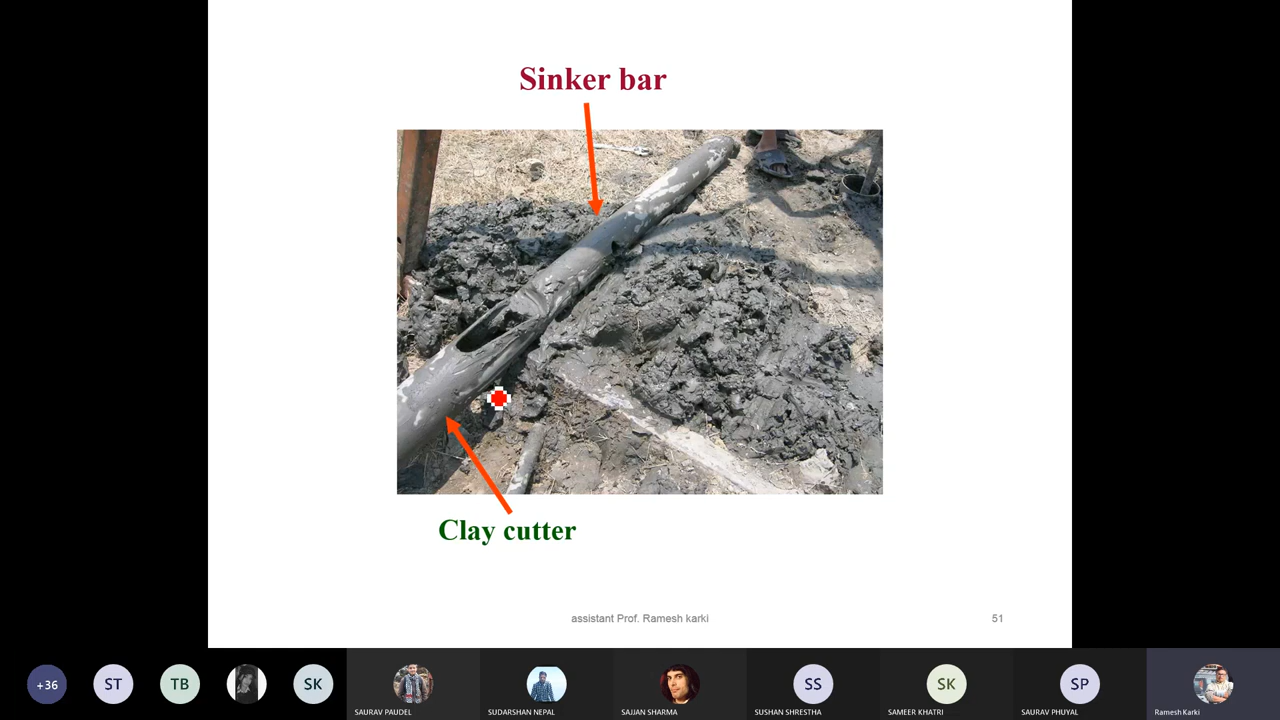 Sinker bar
Clay cutter
assistant Prof. Ramesh karki
51
+36
ST
TB
SK
SS
SK
SP
SAURAV PAUDEL
SUDARSHAN NEPAL
SAJJAN SHARMA
SUSHAN SHRESTHA
SAMEER KHATRI
SAURAV PHUYAL
Ramesh Karki